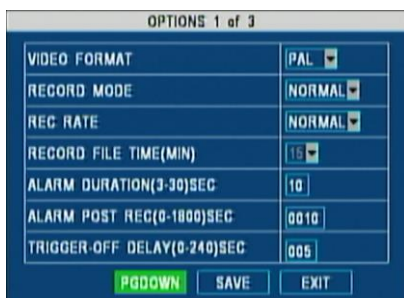 OPTIONS 1 of 3
VIDEO FORMAT PAL
RECORD MODE NORMAL
REC RATE NORMAL
RECORD FILE TIME(MIN) 15
ALARM DURATION(3-30)SEC 10
ALARM POST REC(0-1800)SEC 0010
TRIGGER-OFF DELAY(0-240)SEC 005
PGDOWN SAVE EXIT